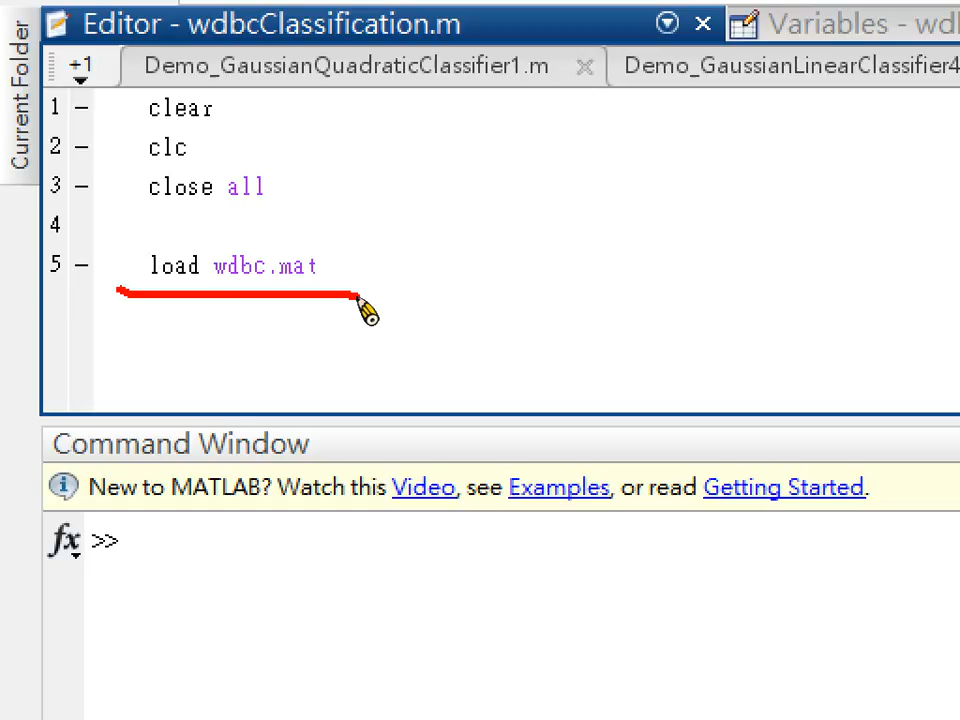 Current Folder
Editor - wdbcClassification.m
Variables - wd
+1
Demo_GaussianQuadraticClassifier1.m
Demo_GaussianLinearClassifier4
1 – clear
2 – clc
3 – close all
4
5 – load wdbc.mat
Command Window
New to MATLAB? Watch this Video, see Examples, or read Getting Started.
fx >>